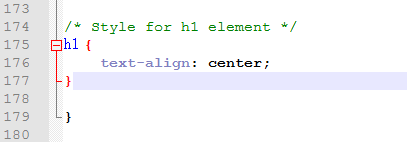 173
174 /* Style for h1 element */
175 h1 {
176 text-align: center;
177 }
178
179 }
180